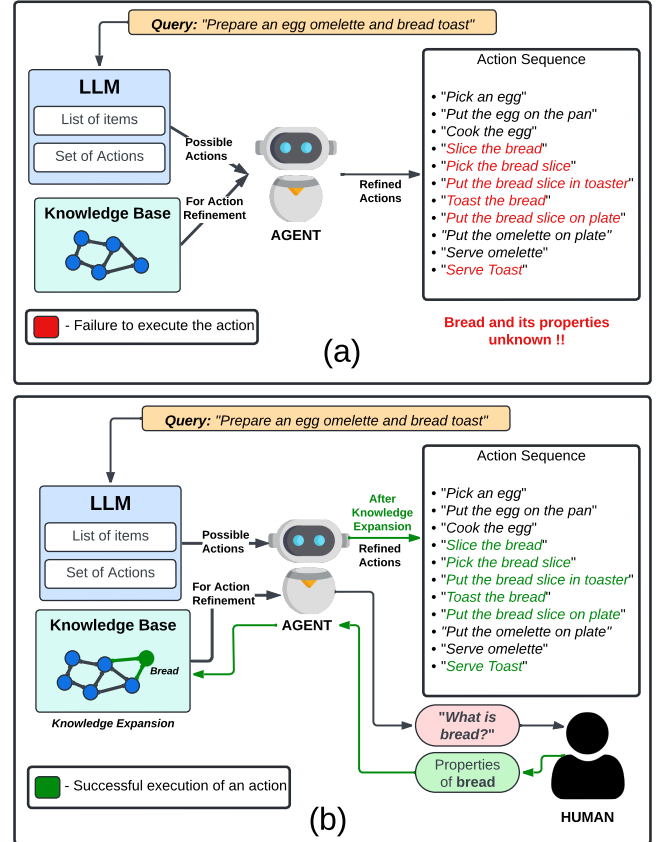 Query: "Prepare an egg omelette and bread toast"
LLM
List of items
Set of Actions
Possible
Actions
Knowledge Base
For Action
Refinement
AGENT
Refined
Actions
Action Sequence
• "Pick an egg"
• "Put the egg on the pan"
• "Cook the egg"
• "Slice the bread"
• "Pick the bread slice"
• "Put the bread slice in toaster"
• "Toast the bread"
• "Put the bread slice on plate"
• "Put the omelette on plate"
• "Serve omelette"
• "Serve Toast"
- Failure to execute the action
Bread and its properties
unknown !!
(a)
Query: "Prepare an egg omelette and bread toast"
LLM
List of items
Set of Actions
Possible
Actions
For Action
Refinement
Knowledge Base
Bread
Knowledge Expansion
AGENT
After
Knowledge
Expansion
Refined
Actions
Action Sequence
• "Pick an egg"
• "Put the egg on the pan"
• "Cook the egg"
• "Slice the bread"
• "Pick the bread slice"
• "Put the bread slice in toaster"
• "Toast the bread"
• "Put the bread slice on plate"
• "Put the omelette on plate"
• "Serve omelette"
• "Serve Toast"
"What is
bread?"
Properties
of bread
HUMAN
- Successful execution of an action
(b)